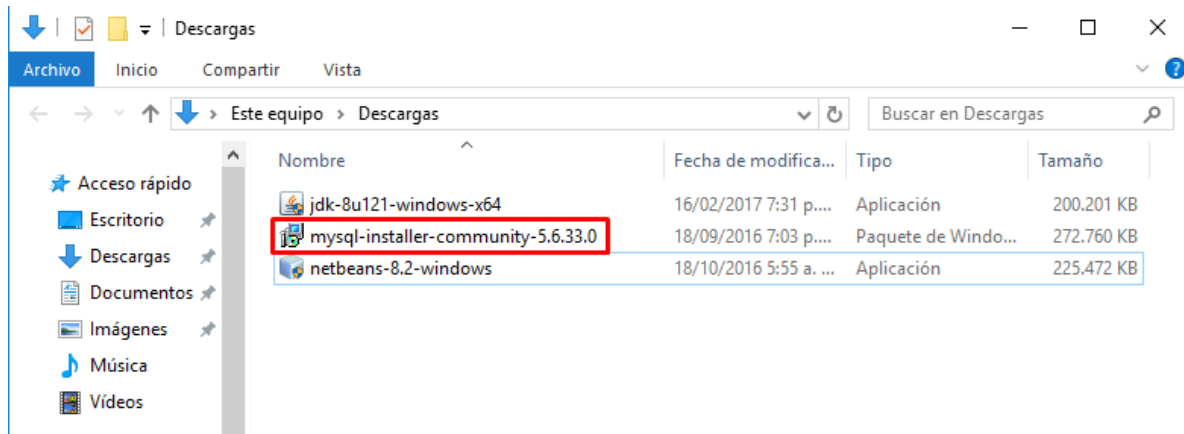 Descargas
Archivo Inicio Compartir Vista
Este equipo > Descargas Buscar en Descargas
Nombre Fecha de modifica... Tipo Tamaño
Acceso rápido
jdk-8u121-windows-x64 16/02/2017 7:31 p.... Aplicación 200.201 KB
Escritorio
mysql-installer-community-5.6.33.0 18/09/2016 7:03 p.... Paquete de Windo... 272.760 KB
Descargas
netbeans-8.2-windows 18/10/2016 5:55 a. ... Aplicación 225.472 KB
Documentos
Imágenes
Música
Vídeos